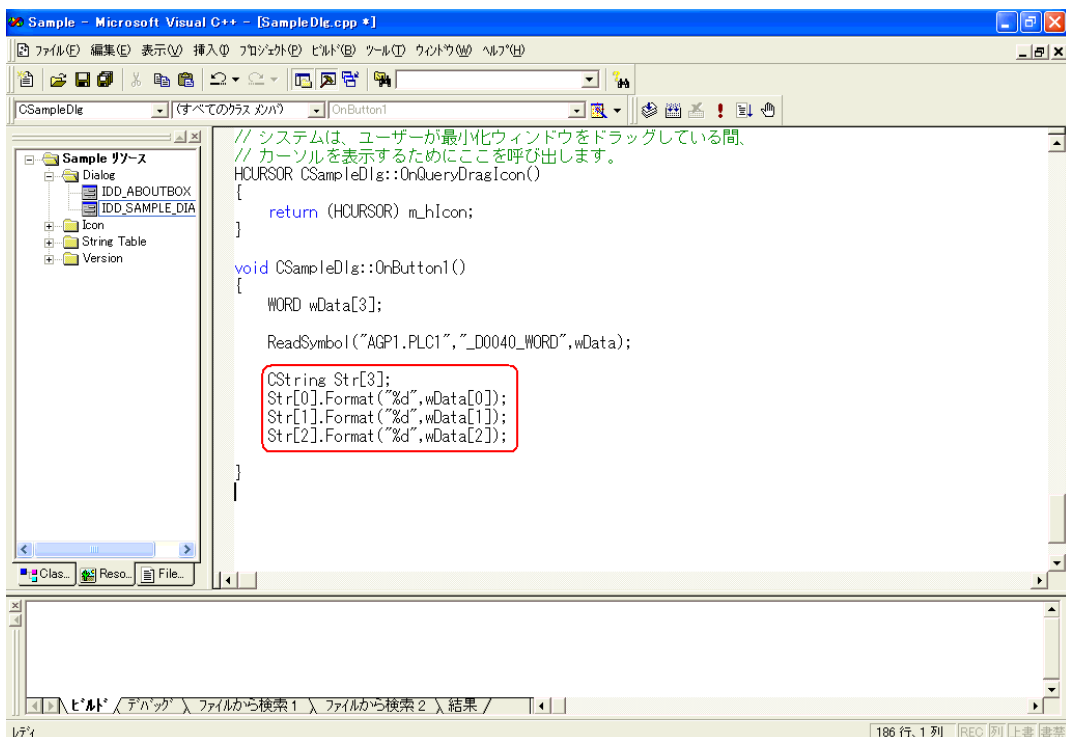 Sample - Microsoft Visual C++ - [SampleDlg.cpp *]
ﾌｧｲﾙ(F) 編集(E) 表示(V) 挿入(I) ﾌﾟﾛｼﾞｪｸﾄ(P) ﾋﾞﾙﾄﾞ(B) ﾂｰﾙ(T) ｳｨﾝﾄﾞｳ(W) ﾍﾙﾌﾟ(H)
CSampleDlg (すべてのｸﾗｽ ﾒﾝﾊﾞ) OnButton1
Sample ﾘｿｰｽ
Dialog
IDD_ABOUTBOX
IDD_SAMPLE_DIA
Icon
String Table
Version
Clas... Reso... File...
// システムは、ユーザーが最小化ウィンドウをドラッグしている間、
// カーソルを表示するためにここを呼び出します。
HCURSOR CSampleDlg::OnQueryDragIcon()
{
return (HCURSOR) m_hIcon;
}
void CSampleDlg::OnButton1()
{
WORD wData[3];
ReadSymbol("AGP1.PLC1","_D0040_WORD",wData);
CString Str[3];
Str[0].Format("%d",wData[0]);
Str[1].Format("%d",wData[1]);
Str[2].Format("%d",wData[2]);
}
ﾋﾞﾙﾄﾞ ﾃﾞﾊﾞｯｸﾞ ﾌｧｲﾙから検索1 ﾌｧｲﾙから検索2 結果
ﾚﾃﾞｨ 186 行, 1 列 REC 列 上書 書禁